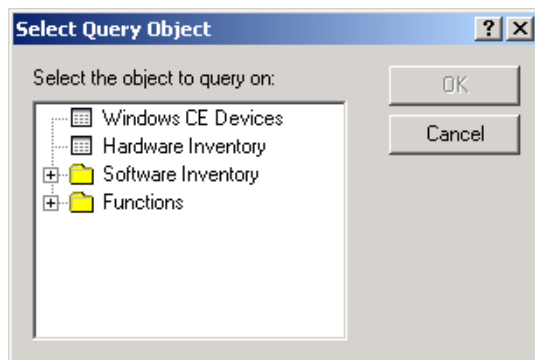 Select Query Object
Select the object to query on:
OK
Windows CE Devices
Cancel
Hardware Inventory
Software Inventory
Functions